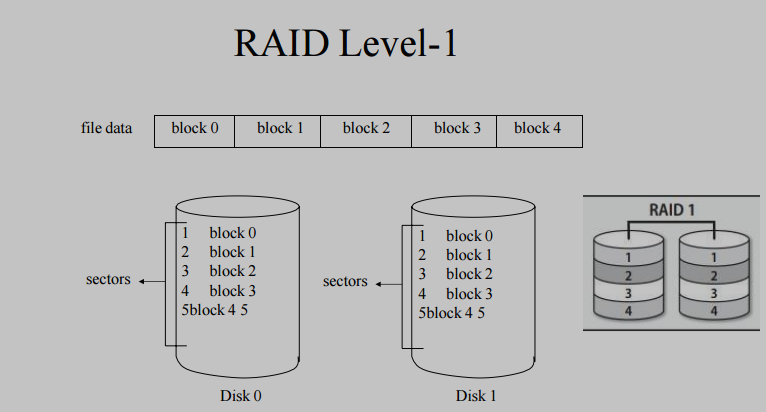 RAID Level-1
file data block 0 block 1 block 2 block 3 block 4
RAID 1
1 block 0
2 block 1
3 block 2
4 block 3
5block 4 5
sectors
Disk 0
1 block 0
2 block 1
3 block 2
4 block 3
5block 4 5
sectors
Disk 1
1
2
3
4
1
2
3
4